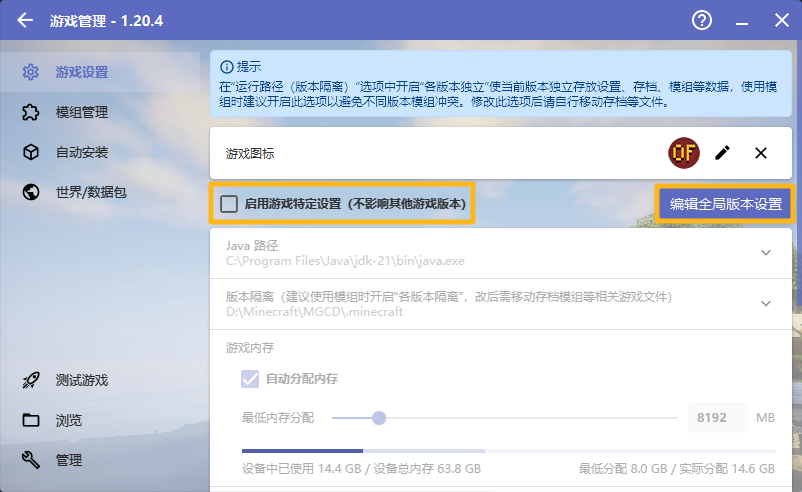 游戏管理 - 1.20.4
游戏设置
模组管理
自动安装
世界/数据包
测试游戏
浏览
管理
提示
在“运行路径（版本隔离）”选项中开启“各版本独立”使当前版本独立存放设置、存档、模组等数据，使用模
组时建议开启此选项以避免不同版本模组冲突。修改此选项后请自行移动存档等文件。
游戏图标
OF
启用游戏特定设置（不影响其他游戏版本）
编辑全局版本设置
Java 路径
C:\Program Files\Java\jdk-21\bin\java.exe
版本隔离（建议使用模组时开启“各版本隔离”，改后需移动存档模组等相关游戏文件）
D:\Minecraft\MGCD\.minecraft
游戏内存
自动分配内存
最低内存分配
8192 MB
设备中已使用 14.4 GB / 设备总内存 63.8 GB
最低分配 8.0 GB / 实际分配 14.6 GB